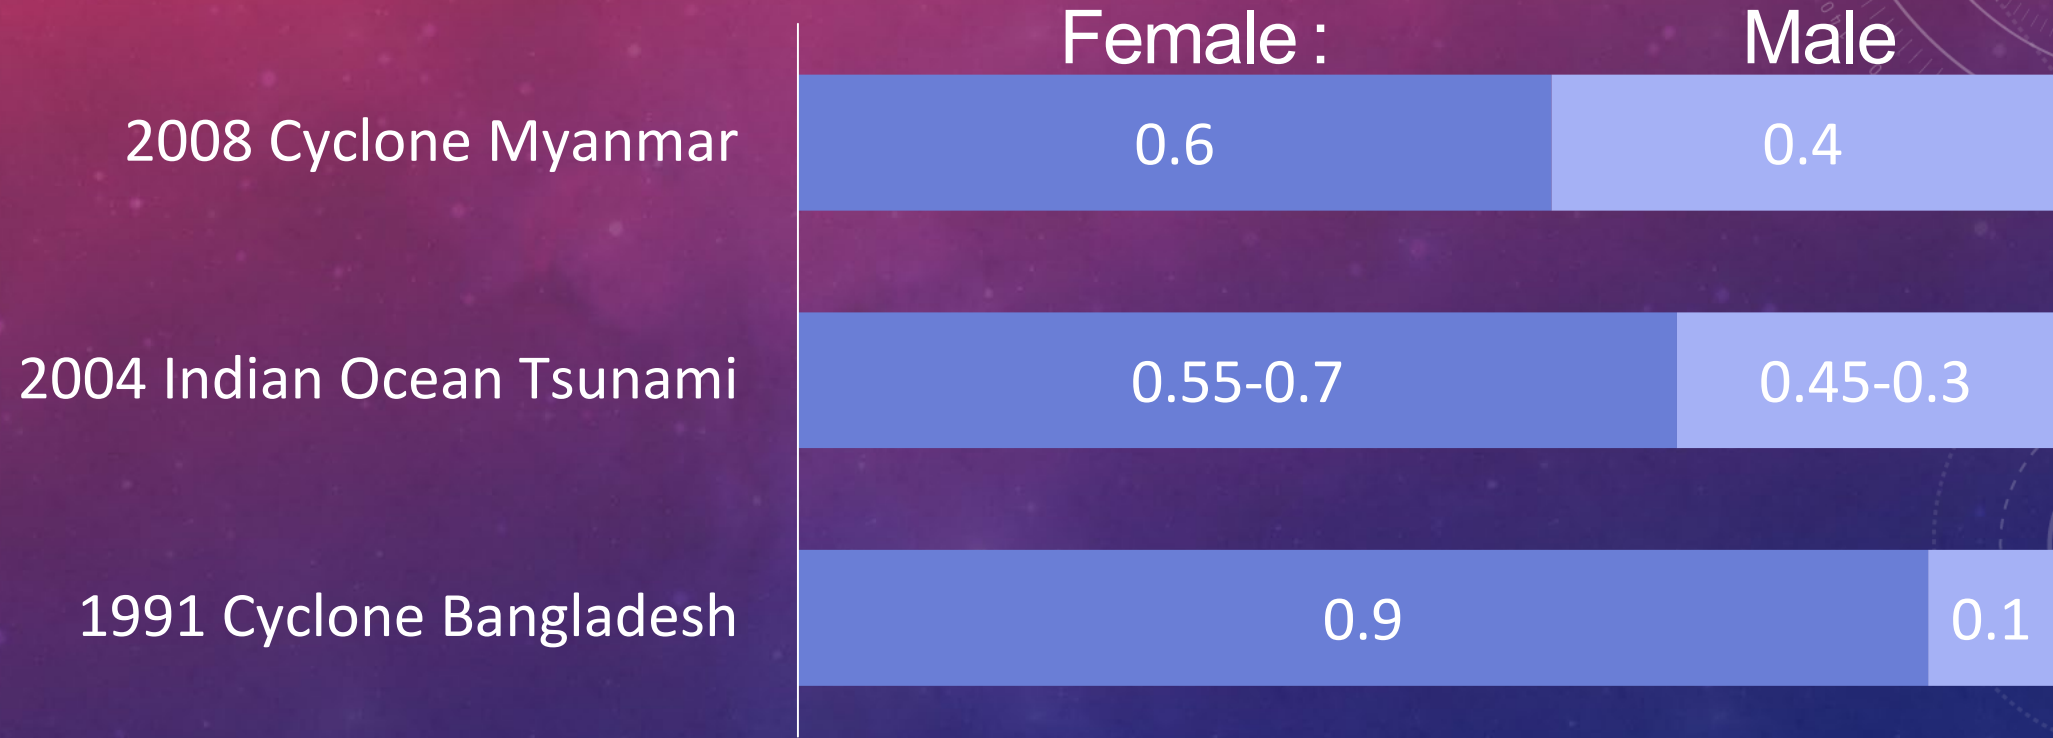 Female : Male
2008 Cyclone Myanmar 0.6 0.4
2004 Indian Ocean Tsunami 0.55-0.7 0.45-0.3
1991 Cyclone Bangladesh 0.9 0.1